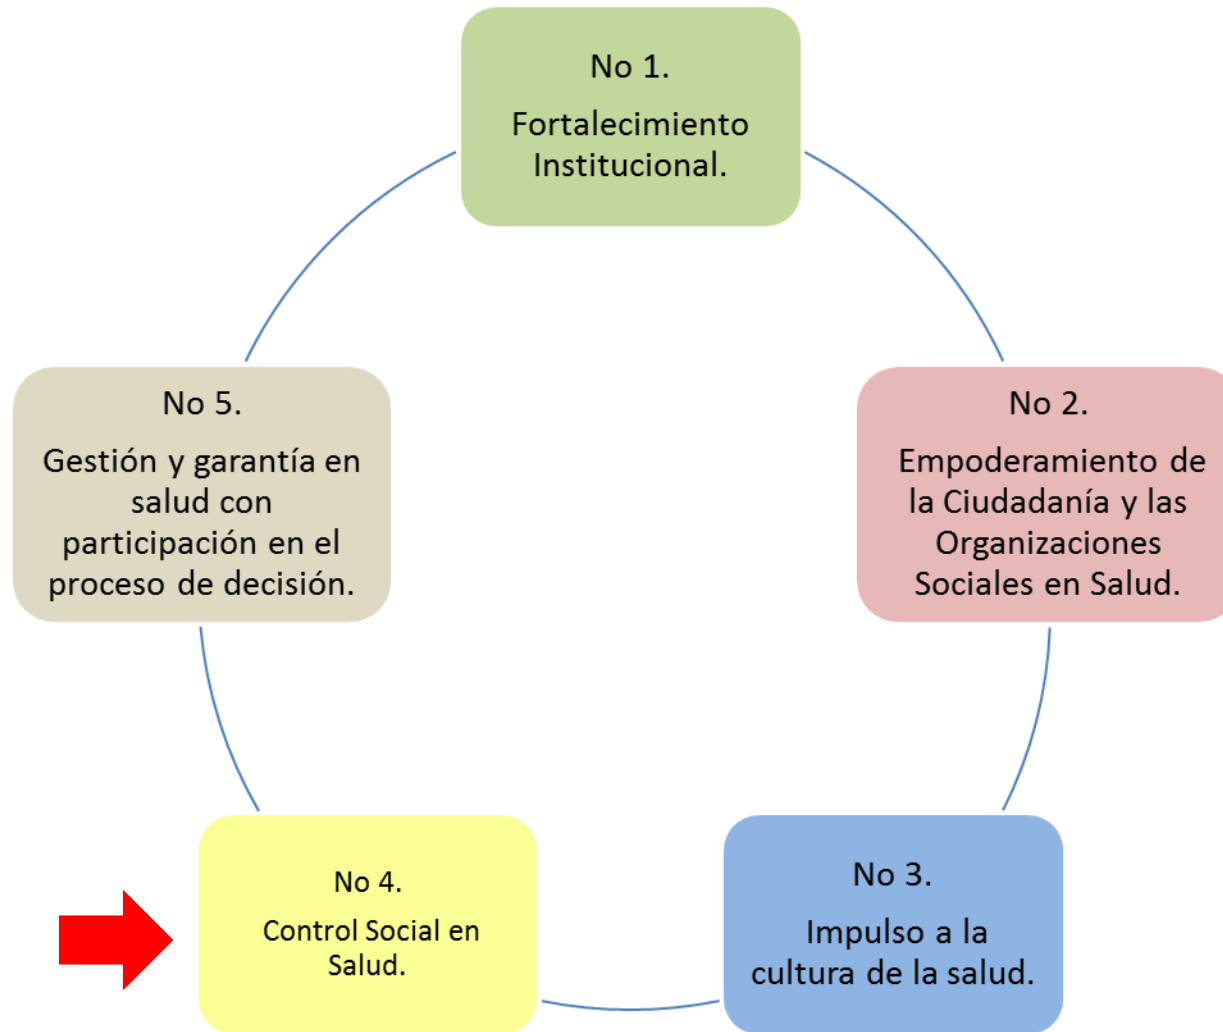 No 1.
Fortalecimiento
Institucional.
No 2.
Empoderamiento de
la Ciudadanía y las
Organizaciones
Sociales en Salud.
No 3.
Impulso a la
cultura de la salud.
No 4.
Control Social en
Salud.
No 5.
Gestión y garantía en
salud con
participación en el
proceso de decisión.